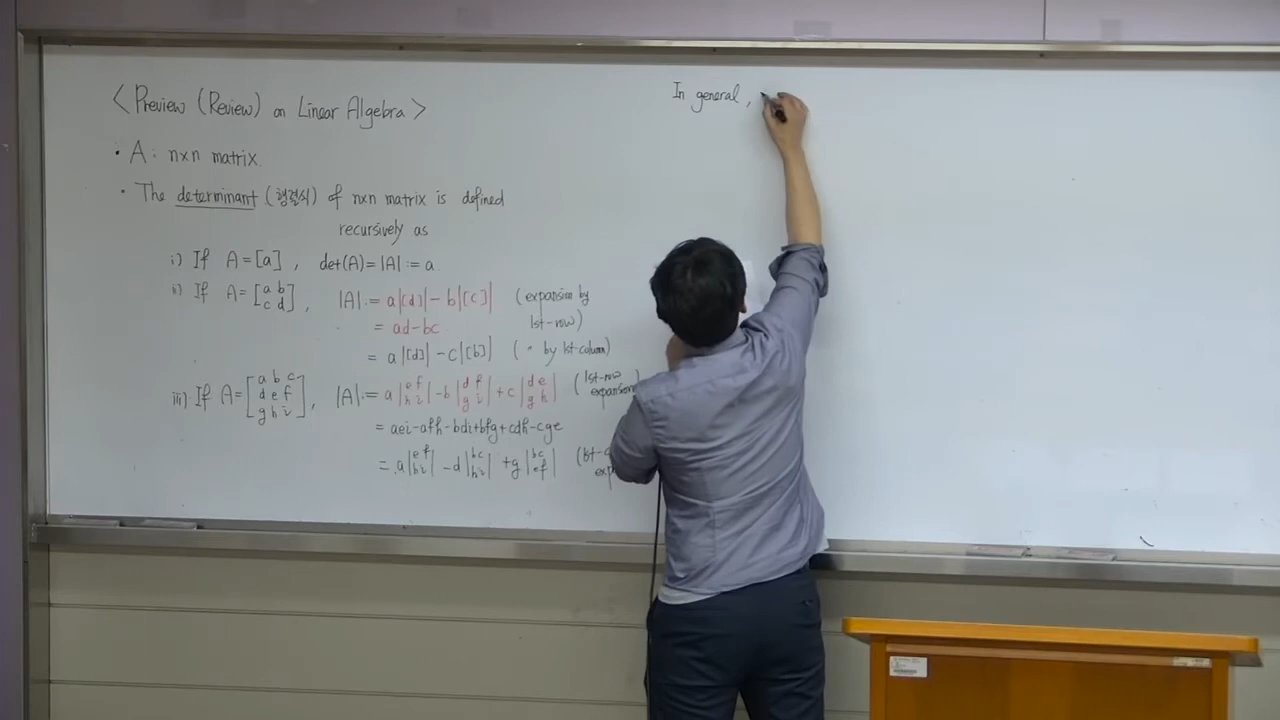 <Preview (Review) on Linear Algebra>
• A: n×n matrix.
• The determinant (행렬식) of n×n matrix is defined
recursively as
i) If A=[a], det(A)=|A|:=a.
ii) If A=[a b
c d], |A|:= a|[d]|-b|[c]| (expansion by
1st-row)
= ad-bc
= a|[d]|-c|[b]| (" by 1st-column)
iii) If A=[a b c
d e f
g h i], |A|:= a|e f
h i|-b|d f
g i|+c|d e
g h| (1st-row
expansion)
= aei-afh-bdi+bfg+cdh-cge
= a|e f
h i|-d|b c
h i|+g|b c
e f| (1st-c
exp
In general,